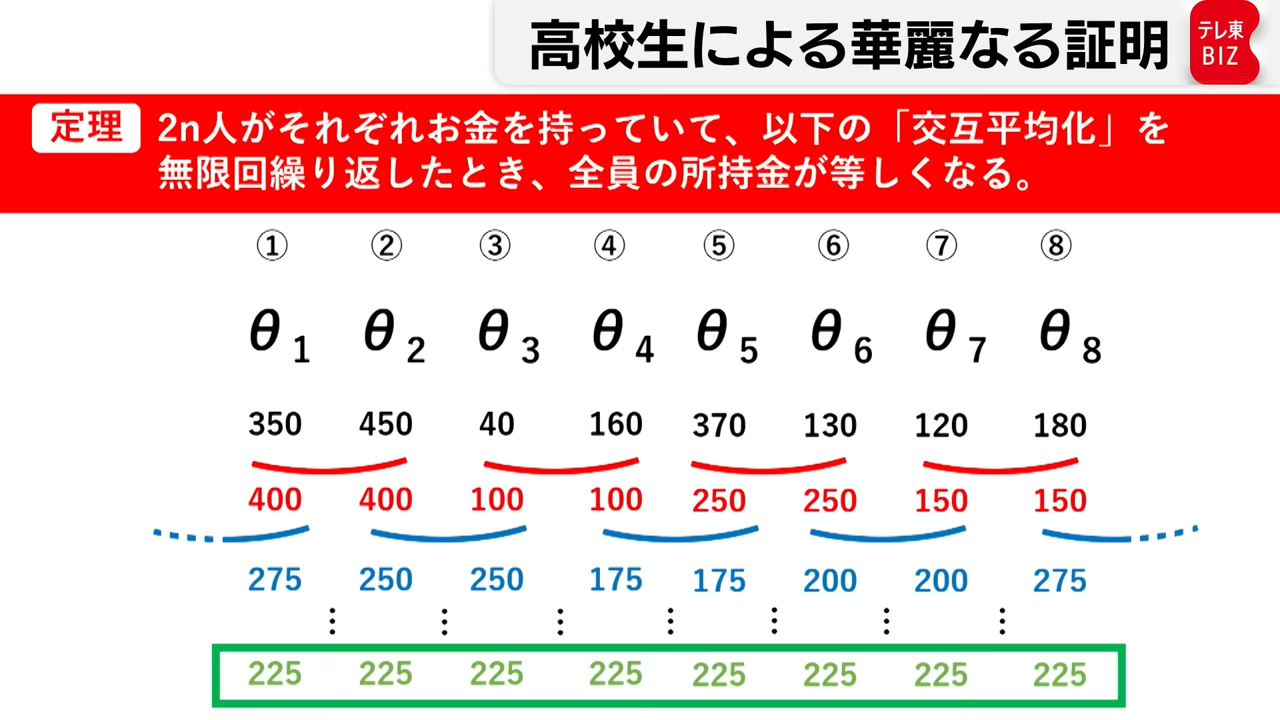 高校生による華麗なる証明
テレ東
BIZ
定理
2n人がそれぞれお金を持っていて、以下の「交互平均化」を
無限回繰り返したとき、全員の所持金が等しくなる。
① ② ③ ④ ⑤ ⑥ ⑦ ⑧
θ1 θ2 θ3 θ4 θ5 θ6 θ7 θ8
350 450 40 160 370 130 120 180
400 400 100 100 250 250 150 150
275 250 250 175 175 200 200 275
225 225 225 225 225 225 225 225